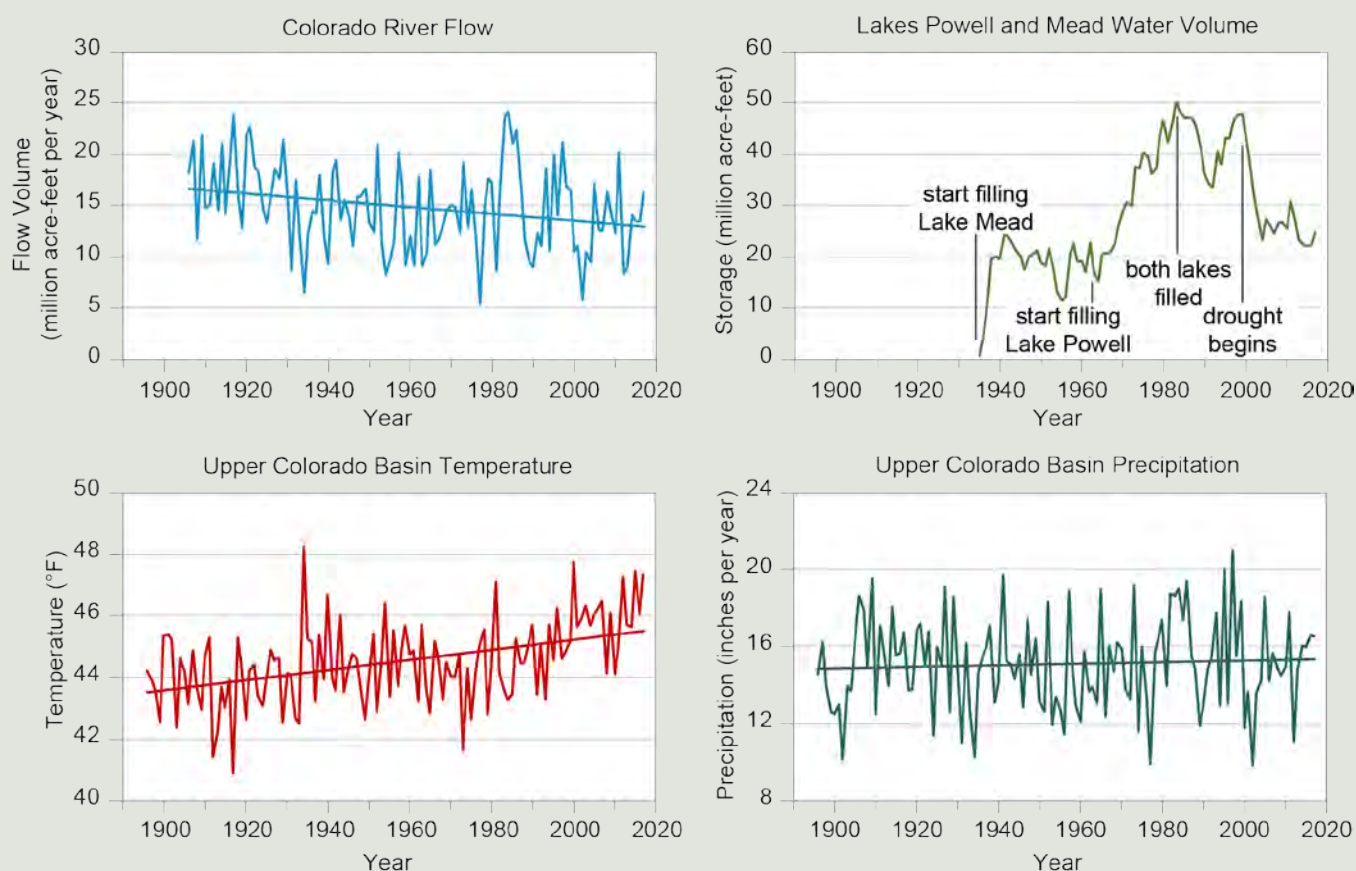 Colorado River Flow
Flow Volume
(million acre-feet per year)
30
25
20
15
10
5
0
1900 1920 1940 1960 1980 2000 2020
Year
Lakes Powell and Mead Water Volume
Storage (million acre-feet)
60
50
40
30
20
10
0
start filling
Lake Mead
start filling
Lake Powell
both lakes
filled
drought
begins
1900 1920 1940 1960 1980 2000 2020
Year
Upper Colorado Basin Temperature
Temperature (°F)
50
48
46
44
42
40
1900 1920 1940 1960 1980 2000 2020
Year
Upper Colorado Basin Precipitation
Precipitation (inches per year)
24
20
16
12
8
1900 1920 1940 1960 1980 2000 2020
Year